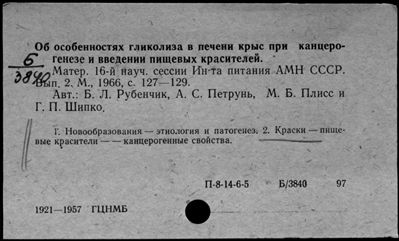 Об особенностях гликолиза в печени крыс при канцеро-
генезе и введении пищевых красителей.
6
3840
Матер. 16-й науч. сессии Ин-та питания АМН СССР.
Вып. 2. М., 1966, с. 127—129.
Авт.: Б. Л. Рубенчик, А. С. Петрунь, М. Б. Плисс и
Г. П. Шипко.
1. Новообразования — этиология и патогенез. 2. Краски — пище-
вые красители — — канцерогенные свойства.
П-8-14-6-5 Б/3840 97
1921—1957 ГЦНМБ